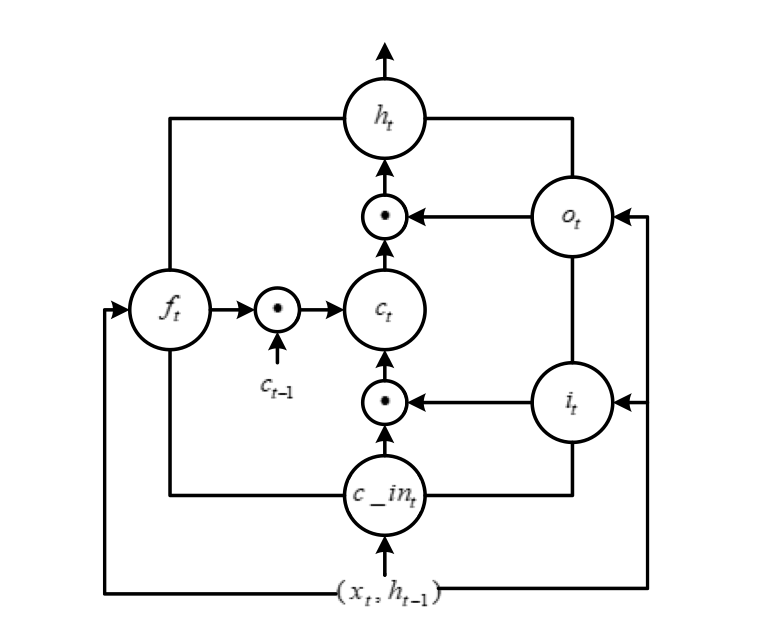 h_t
o_t
f_t
c_t
c_{t-1}
i_t
c_in_t
(x_t, h_{t-1})